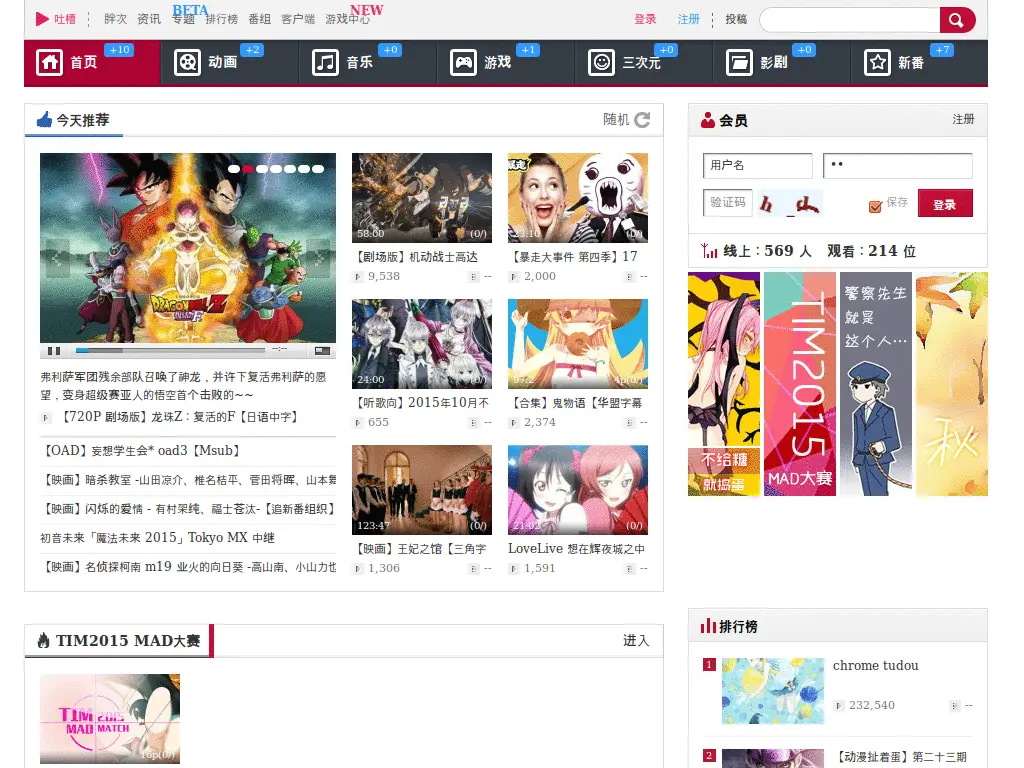 吐槽
胖次
资讯
专题
BETA
排行榜
番组
客户端
游戏中心
NEW
登录
注册
投稿
首页
+10
动画
+2
音乐
+0
游戏
+1
三次元
+0
影剧
+0
新番
+7
今天推荐
随机
弗利萨军团残余部队召唤了神龙，并许下复活弗利萨的愿
望，变身超级赛亚人的悟空首个击败的~~
【720P 剧场版】龙珠Z：复活的F【日语中字】
【OAD】妄想学生会* oad3【Msub】
【映画】暗杀教室 -山田凉介、椎名桔平、菅田将晖、山本舞
【映画】闪烁的爱情 - 有村架纯、福士苍汰-【追新番组织】
初音未来「魔法未来 2015」Tokyo MX 中继
【映画】名侦探柯南 m19 业火的向日葵 -高山南、小山力也
58:00
(0/)
【剧场版】机动战士高达
9,538
--
暴走
23:10
(0/)
【暴走大事件 第四季】17
2,000
--
24:00
(0/)
【听歌向】2015年10月不
655
--
【合集】鬼物语【华盟字幕
2,374
--
123:47
(0/)
【映画】王妃之馆【三角字
1,306
--
21:02
(0/)
LoveLive 想在辉夜城之中
1,591
--
会员
注册
用户名
验证码
保存
登录
线上：569 人 观看：214 位
不给糖
就捣蛋
TIM2015
MAD大赛
警察先生
就是
这个人…
秋
TIM2015 MAD大赛
进入
TIM 2015
MAD MATCH
16p(0/)
排行榜
1
chrome tudou
232,540
--
2
【动漫扯着蛋】第二十三期